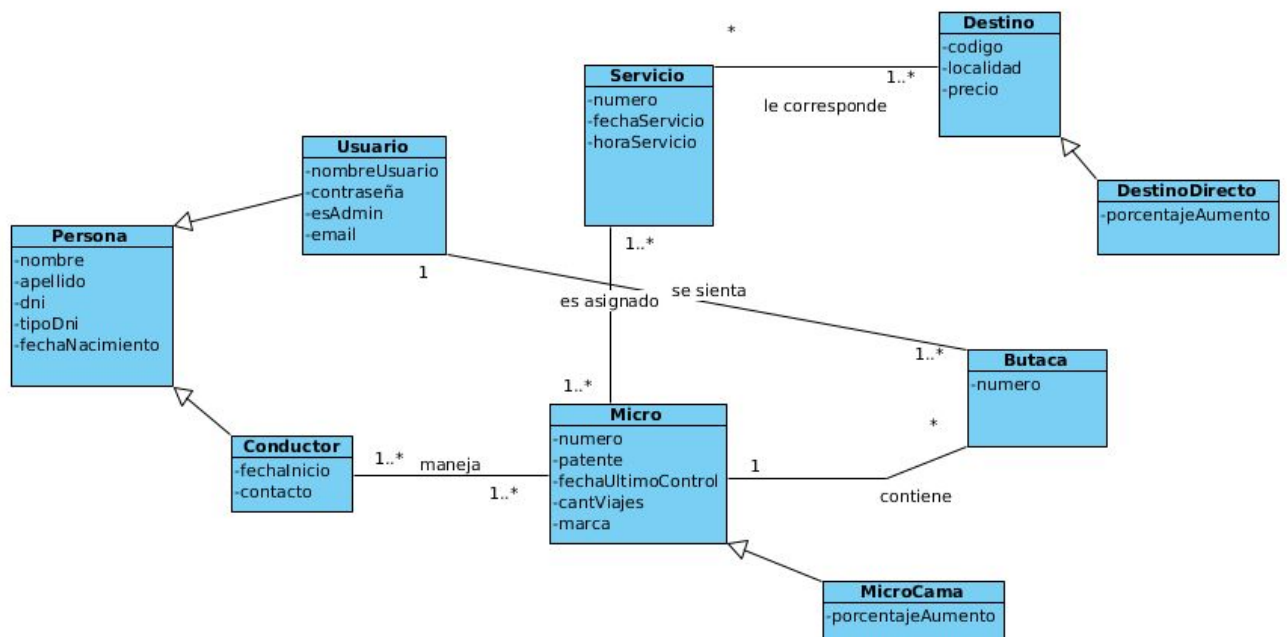 Destino
-codigo
-localidad
-precio
*
1..*
le corresponde
Servicio
-numero
-fechaServicio
-horaServicio
DestinoDirecto
-porcentajeAumento
Usuario
-nombreUsuario
-contraseña
-esAdmin
-email
Persona
-nombre
-apellido
-dni
-tipoDni
-fechaNacimiento
1
1..*
es asignado
se sienta
1..*
1..*
Butaca
-numero
Micro
-numero
-patente
-fechaUltimoControl
-cantViajes
-marca
*
1
contiene
Conductor
-fechaInicio
-contacto
1..*
maneja
1..*
MicroCama
-porcentajeAumento